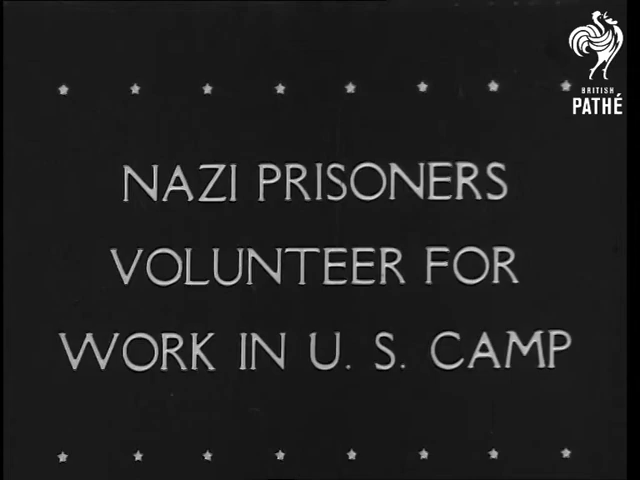 BRITISH
PATHÉ
NAZI PRISONERS
VOLUNTEER FOR
WORK IN U. S. CAMP